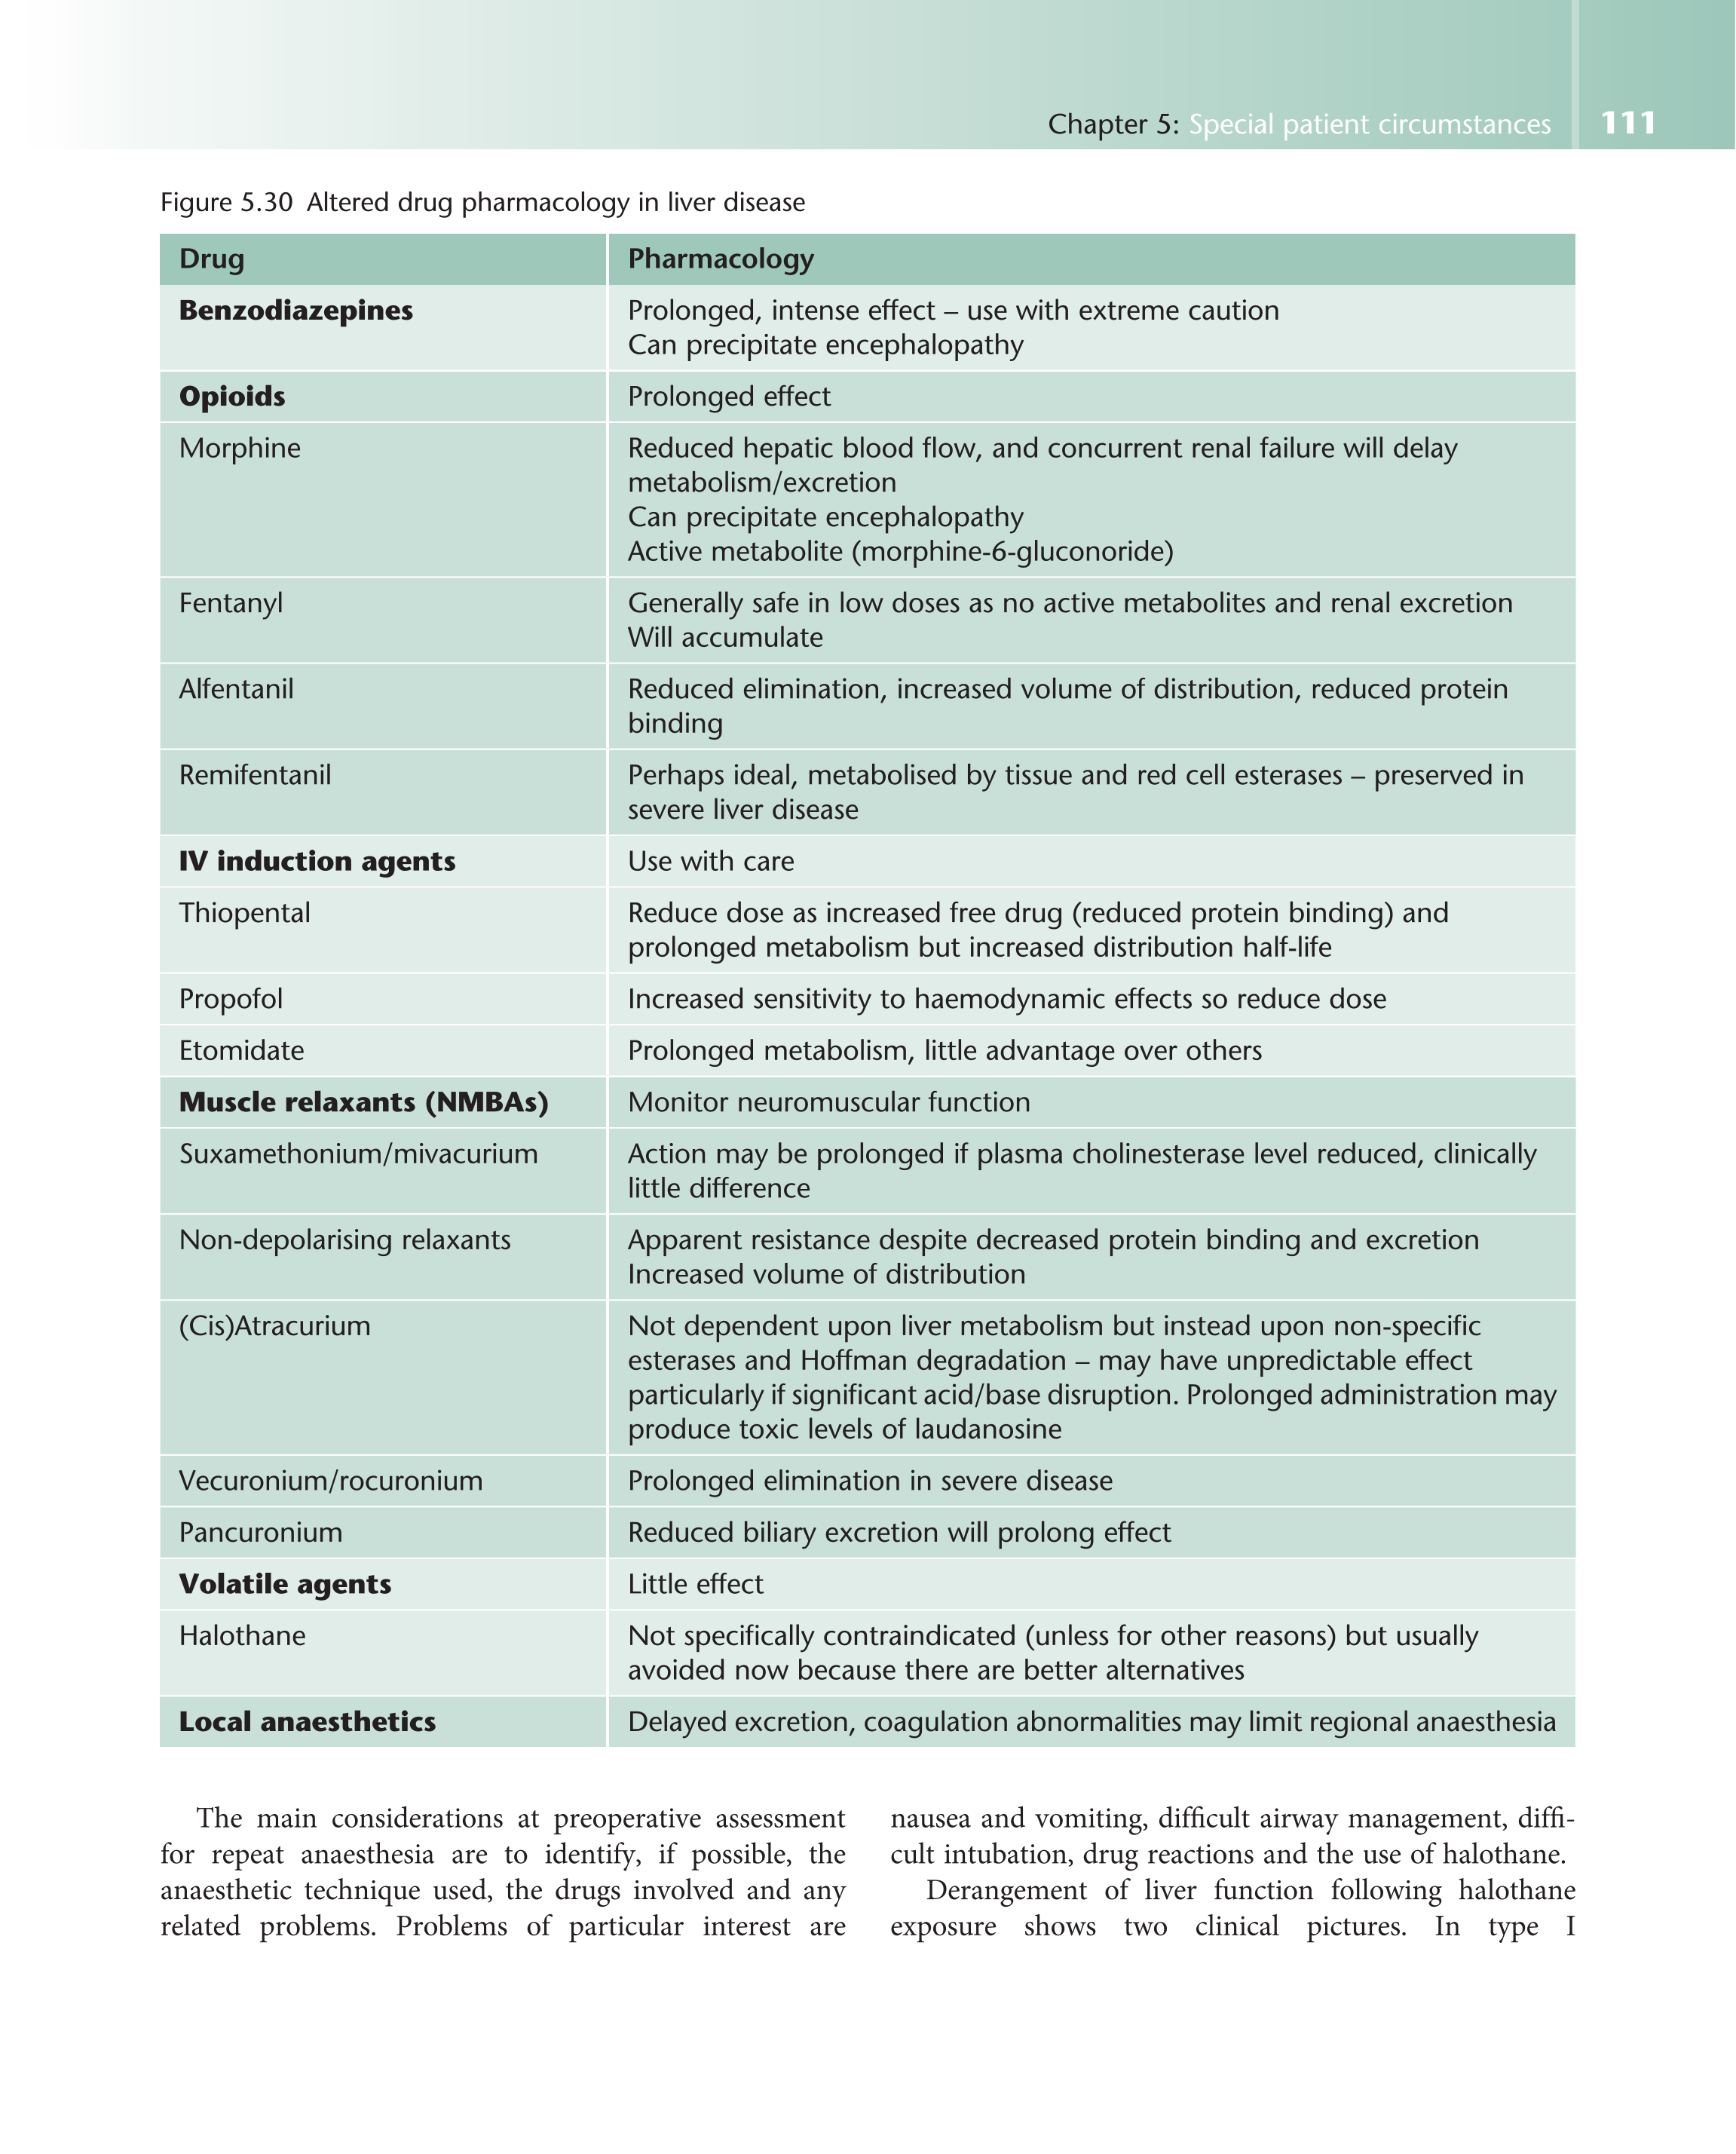 Chapter 5: Special patient circumstances 111
Figure 5.30 Altered drug pharmacology in liver disease
Drug Pharmacology
Benzodiazepines Prolonged, intense effect – use with extreme caution
Can precipitate encephalopathy
Opioids Prolonged effect
Morphine Reduced hepatic blood flow, and concurrent renal failure will delay
metabolism/excretion
Can precipitate encephalopathy
Active metabolite (morphine-6-gluconoride)
Fentanyl Generally safe in low doses as no active metabolites and renal excretion
Will accumulate
Alfentanil Reduced elimination, increased volume of distribution, reduced protein
binding
Remifentanil Perhaps ideal, metabolised by tissue and red cell esterases – preserved in
severe liver disease
IV induction agents Use with care
Thiopental Reduce dose as increased free drug (reduced protein binding) and
prolonged metabolism but increased distribution half-life
Propofol Increased sensitivity to haemodynamic effects so reduce dose
Etomidate Prolonged metabolism, little advantage over others
Muscle relaxants (NMBAs) Monitor neuromuscular function
Suxamethonium/mivacurium Action may be prolonged if plasma cholinesterase level reduced, clinically
little difference
Non-depolarising relaxants Apparent resistance despite decreased protein binding and excretion
Increased volume of distribution
(Cis)Atracurium Not dependent upon liver metabolism but instead upon non-specific
esterases and Hoffman degradation – may have unpredictable effect
particularly if significant acid/base disruption. Prolonged administration may
produce toxic levels of laudanosine
Vecuronium/rocuronium Prolonged elimination in severe disease
Pancuronium Reduced biliary excretion will prolong effect
Volatile agents Little effect
Halothane Not specifically contraindicated (unless for other reasons) but usually
avoided now because there are better alternatives
Local anaesthetics Delayed excretion, coagulation abnormalities may limit regional anaesthesia
The main considerations at preoperative assessment
for repeat anaesthesia are to identify, if possible, the
anaesthetic technique used, the drugs involved and any
related problems. Problems of particular interest are
nausea and vomiting, difficult airway management, diffi-
cult intubation, drug reactions and the use of halothane.
Derangement of liver function following halothane
exposure shows two clinical pictures. In type I